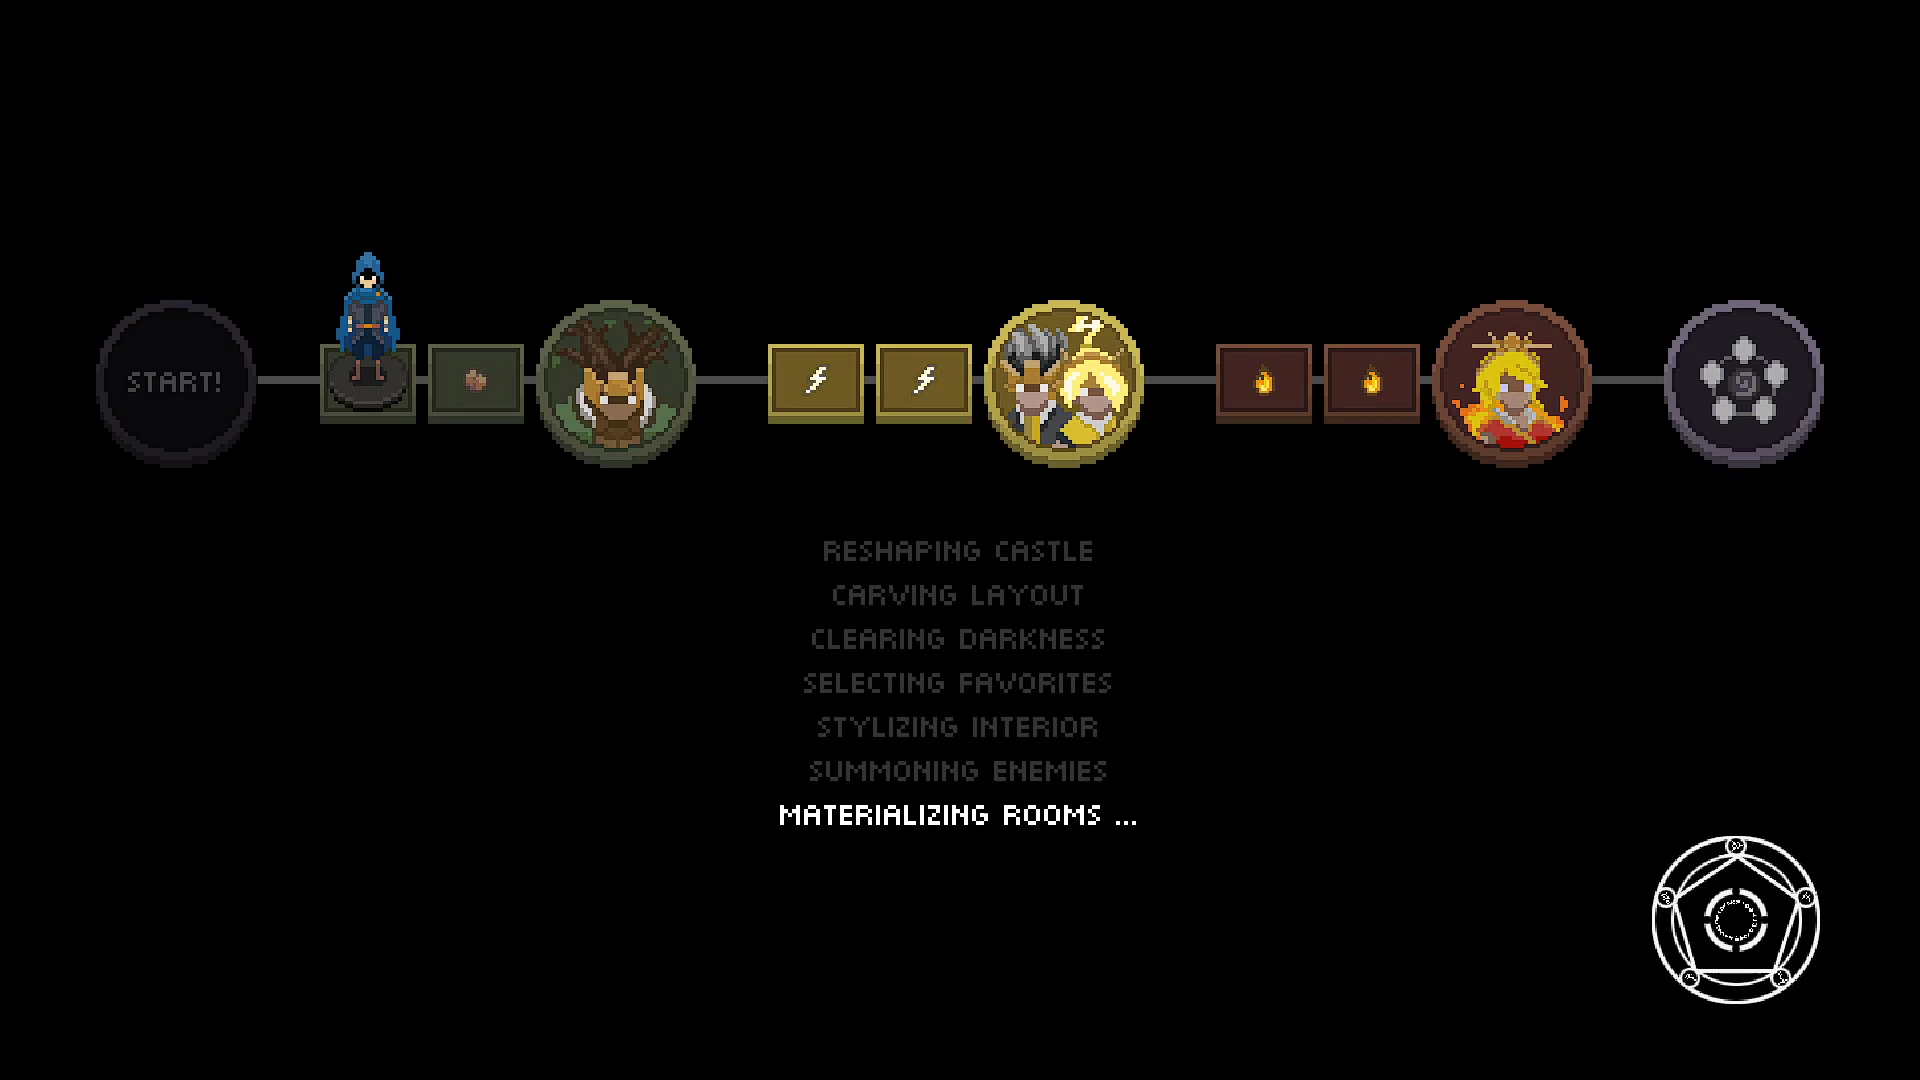 START!
RESHAPING CASTLE
CARVING LAYOUT
CLEARING DARKNESS
SELECTING FAVORITES
STYLIZING INTERIOR
SUMMONING ENEMIES
MATERIALIZING ROOMS ...